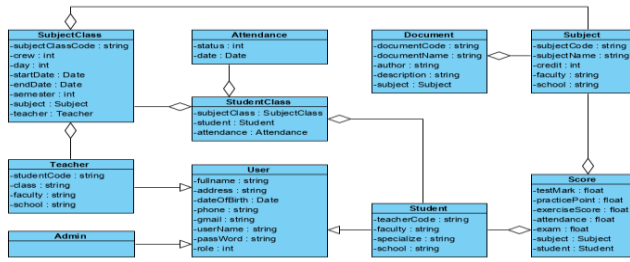 SubjectClass
-subjectClassCode : string
-crew : int
-day : int
-startDate : Date
-endDate : Date
-semester : int
-subject : Subject
-teacher : Teacher
Attendance
-status : int
-date : Date
Document
-documentCode : string
-documentName : string
-author : string
-description : string
-subject : Subject
Subject
-subjectCode : string
-subjectName : string
-credit : int
-faculty : string
-school : string
StudentClass
-subjectClass : SubjectClass
-student : Student
-attendance : Attendance
Teacher
-studentCode : string
-class : string
-faculty : string
-school : string
User
-fullname : string
-address : string
-dateOfBirth : Date
-phone : string
-gmail : string
-userName : string
-passWord : string
-role : int
Student
-teacherCode : string
-faculty : string
-specialize : string
-school : string
Score
-testMark : float
-practicePoint : float
-exerciseScore : float
-attendance : float
-exam : float
-subject : Subject
-student : Student
Admin